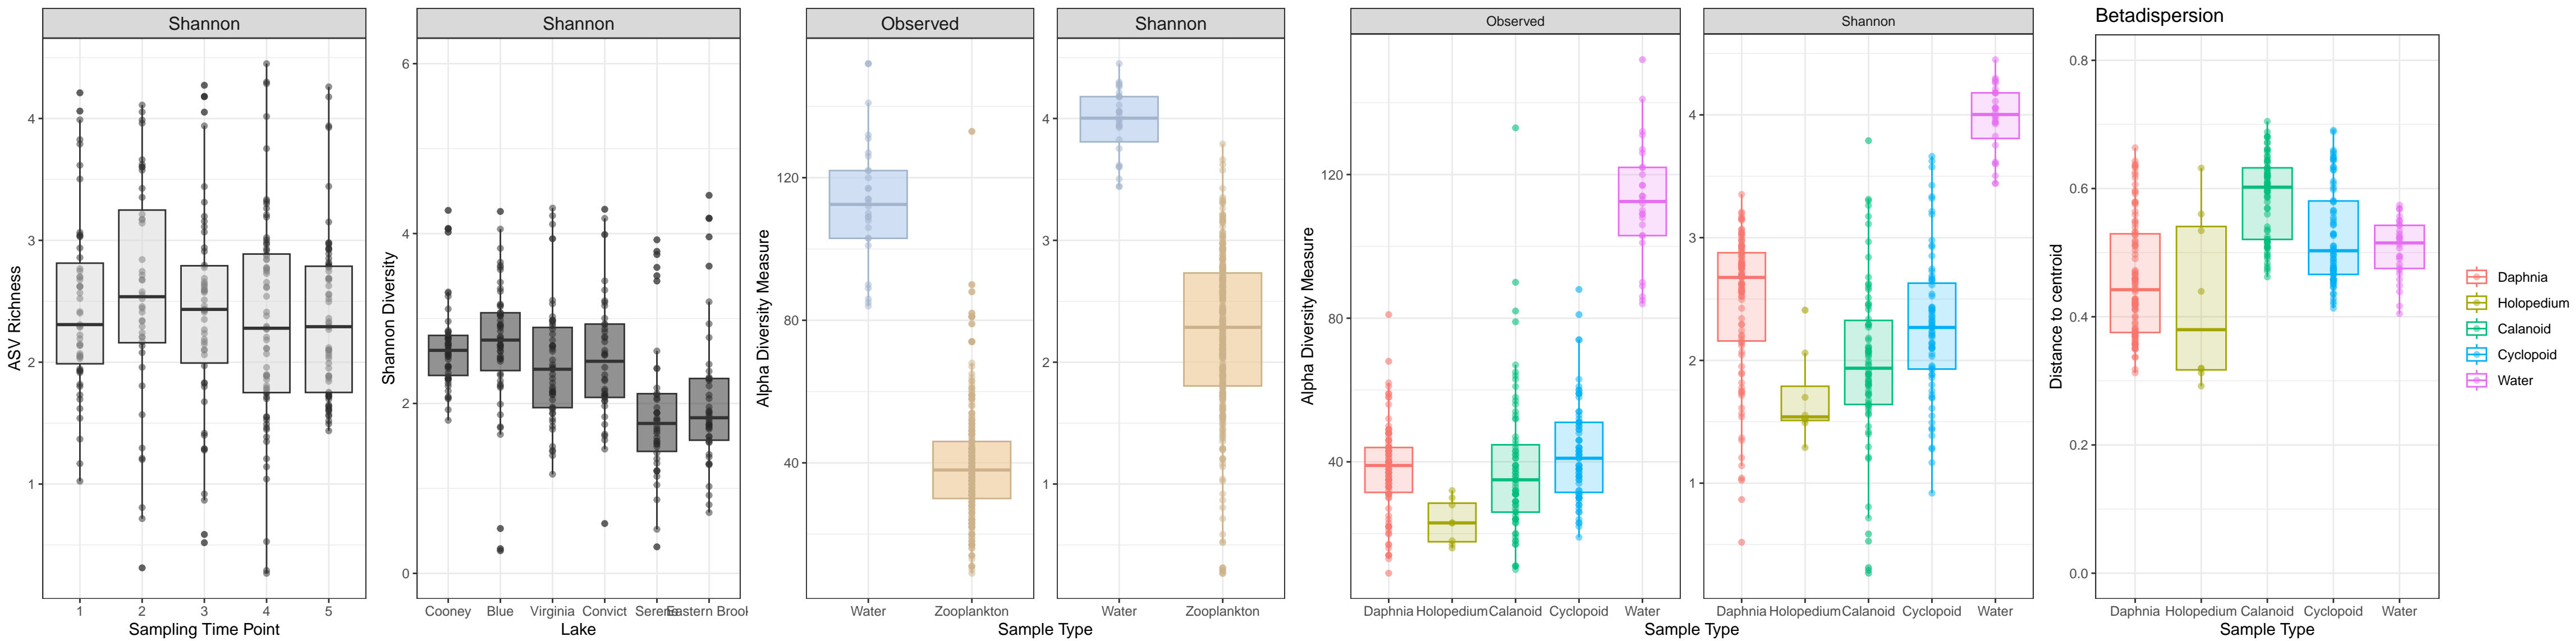 Shannon
ASV Richness
4
3
2
1
1 2 3 4 5
Sampling Time Point
Shannon
Shannon Diversity
6
4
2
0
Cooney Blue Virginia Convict Serene Eastern Brook
Lake
Observed Shannon
Alpha Diversity Measure
120
80
40
4
3
2
1
Water Zooplankton Water Zooplankton
Sample Type
Observed Shannon
Alpha Diversity Measure
120
80
40
4
3
2
1
Daphnia Holopedium Calanoid Cyclopoid Water Daphnia Holopedium Calanoid Cyclopoid Water
Sample Type
Betadispersion
Distance to centroid
0.8
0.6
0.4
0.2
0.0
Daphnia Holopedium Calanoid Cyclopoid Water
Sample Type
Daphnia
Holopedium
Calanoid
Cyclopoid
Water